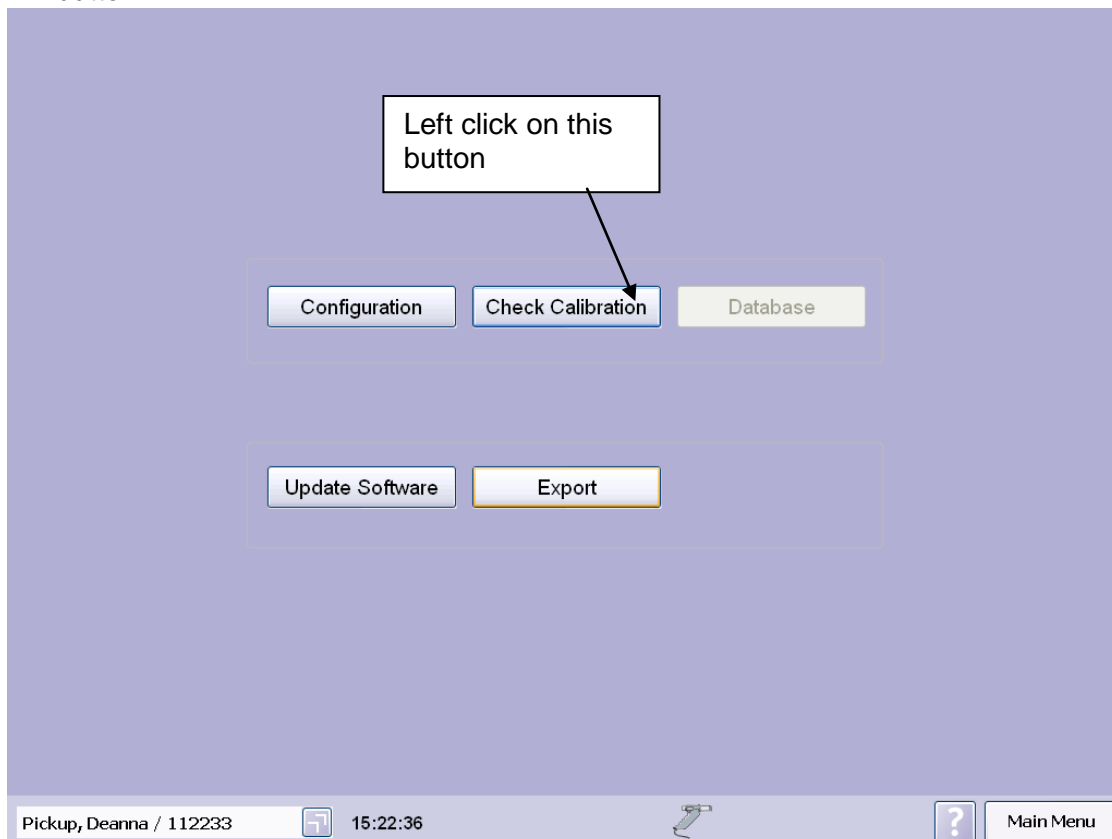 Left click on this
button
Configuration Check Calibration Database
Update Software Export
Pickup, Deanna / 112233 15:22:36 ? Main Menu